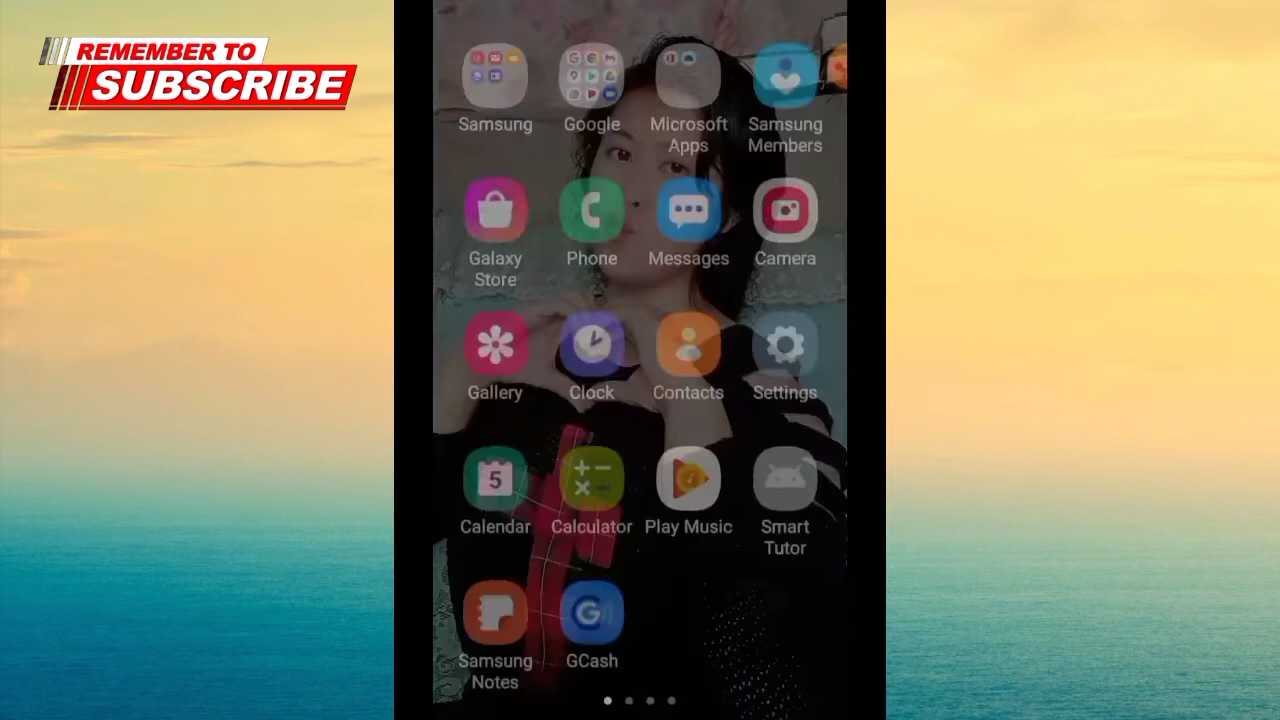 REMEMBER TO
SUBSCRIBE
Samsung
Google
Microsoft
Apps
Samsung
Members
Galaxy
Store
Phone
Messages
Camera
Gallery
Clock
Contacts
Settings
5
Calendar
Calculator
Play Music
Smart
Tutor
Samsung
Notes
G
GCash